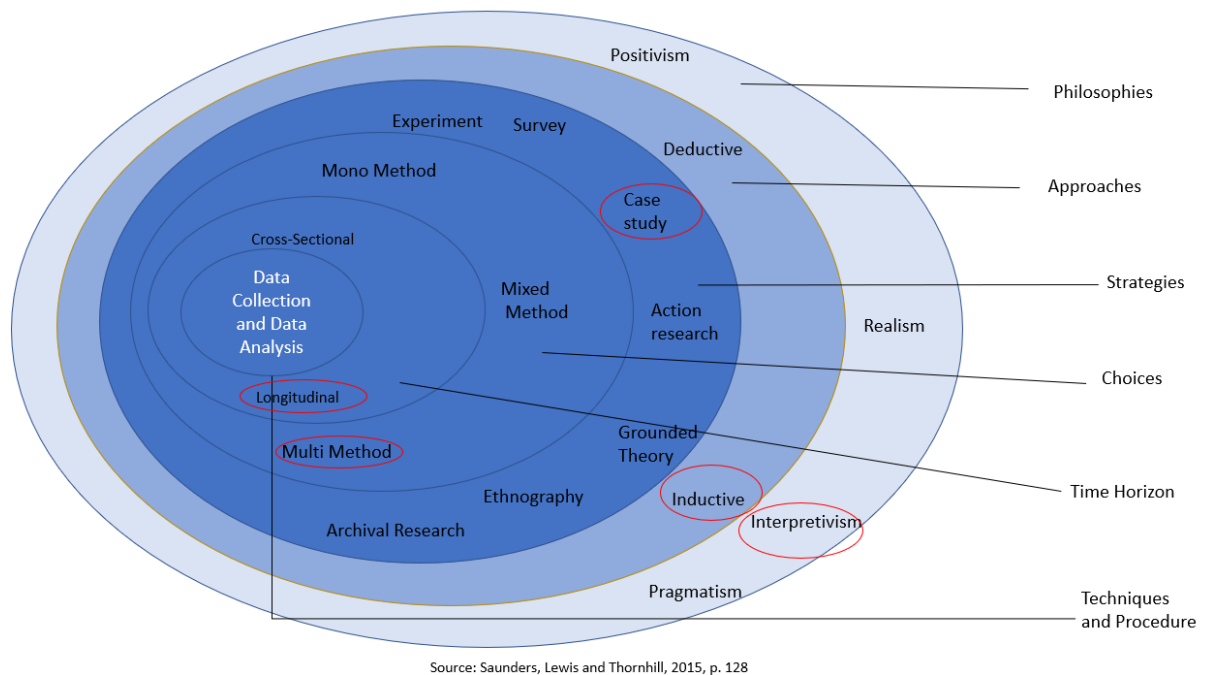 Positivism
Philosophies
Experiment
Survey
Deductive
Mono Method
Approaches
Case
study
Cross-Sectional
Data
Collection
and Data
Analysis
Mixed
Method
Action
research
Strategies
Realism
Choices
Longitudinal
Multi Method
Grounded
Theory
Time Horizon
Ethnography
Inductive
Archival Research
Interpretivism
Pragmatism
Techniques
and Procedure
Source: Saunders, Lewis and Thornhill, 2015, p. 128